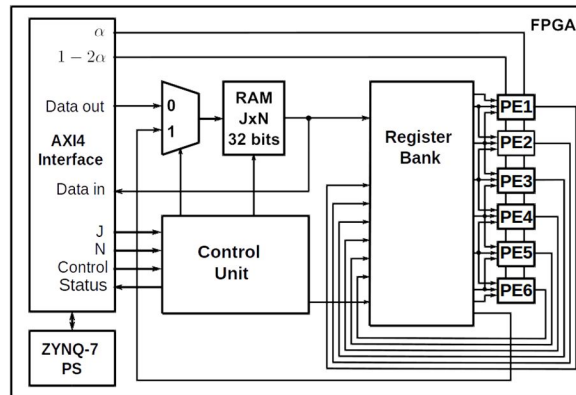 FPGA
α
1 − 2α
Data out
AXI4
Interface
Data in
J
N
Control
Status
0
1
RAM
JxN
32 bits
Control
Unit
Register
Bank
PE1
PE2
PE3
PE4
PE5
PE6
ZYNQ-7
PS